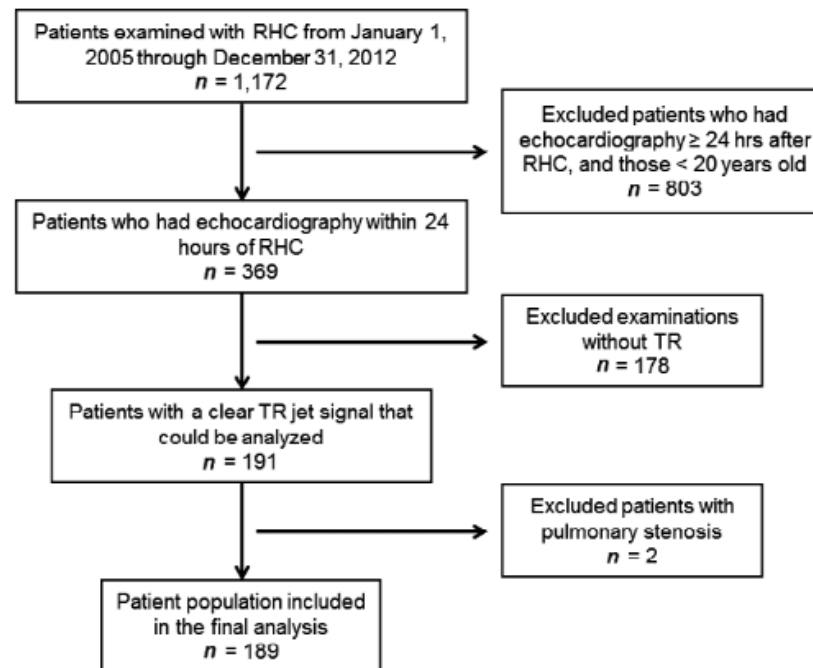 Patients examined with RHC from January 1,
2005 through December 31, 2012
n = 1,172
Excluded patients who had
echocardiography ≥ 24 hrs after
RHC, and those < 20 years old
n = 803
Patients who had echocardiography within 24
hours of RHC
n = 369
Excluded examinations
without TR
n = 178
Patients with a clear TR jet signal that
could be analyzed
n = 191
Excluded patients with
pulmonary stenosis
n = 2
Patient population included
in the final analysis
n = 189